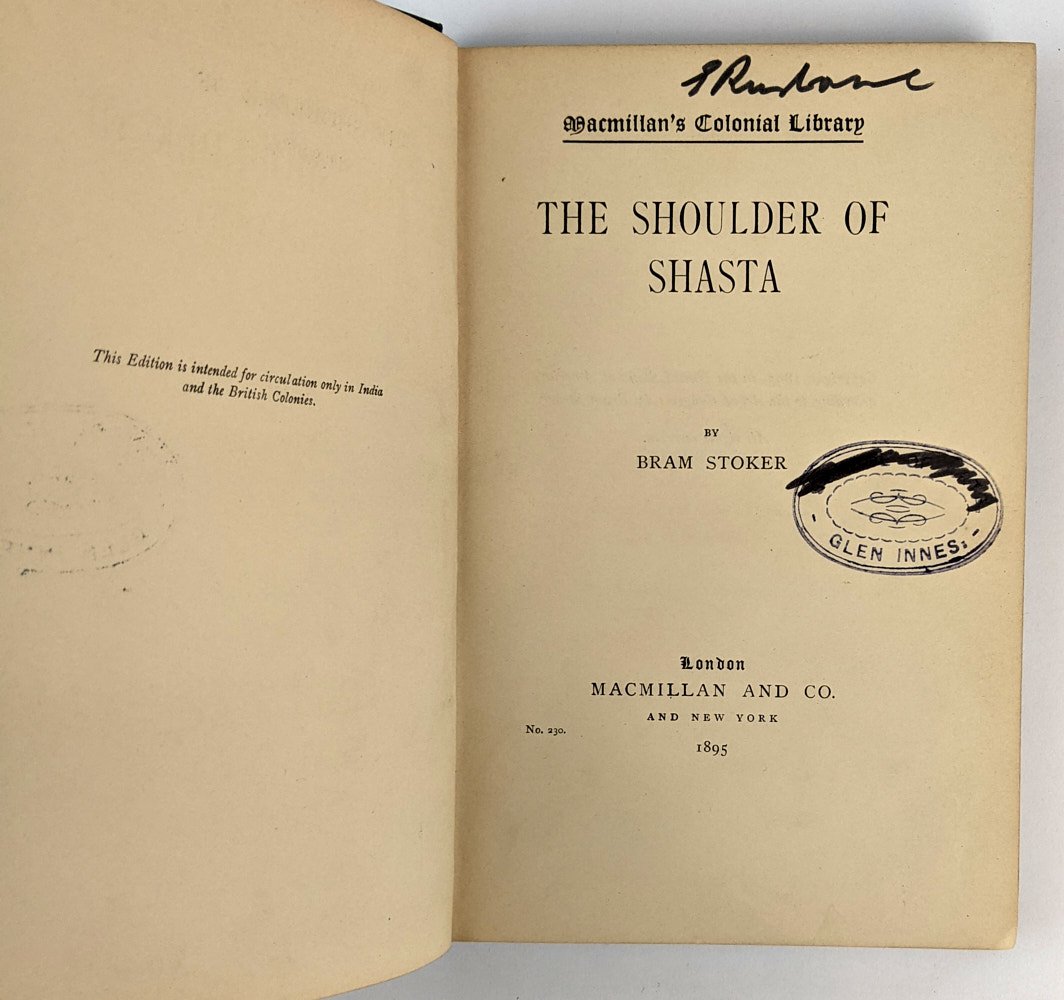 This Edition is intended for circulation only in India
and the British Colonies.
Macmillan's Colonial Library
THE SHOULDER OF
SHASTA
BY
BRAM STOKER
- GLEN INNES: -
London
MACMILLAN AND CO.
AND NEW YORK
No. 230.
1895